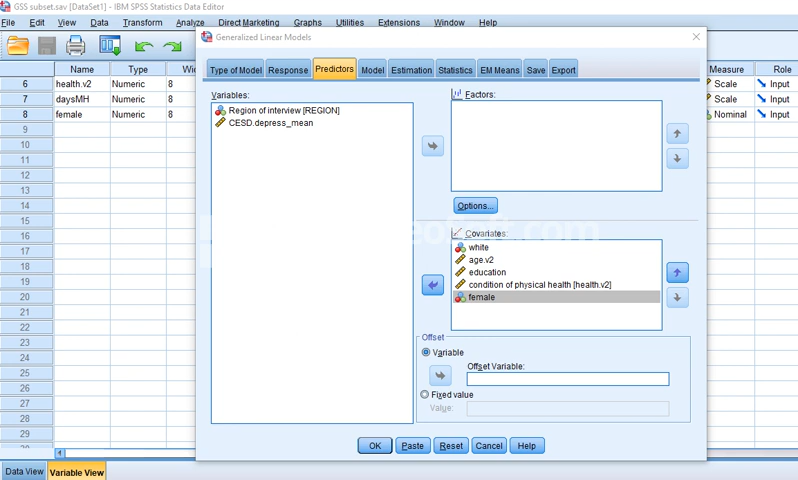 GSS subset.sav [DataSet1] - IBM SPSS Statistics Data Editor
File Edit View Data Transform Analyze Direct Marketing Graphs Utilities Extensions Window Help
Generalized Linear Models
Type of Model Response Predictors Model Estimation Statistics EM Means Save Export
Name Type Wid Measure Role
6 health.v2 Numeric 8 Scale Input
7 daysMH Numeric 8 Scale Input
8 female Numeric 8 Nominal Input
9
10
11
12
13
14
15
16
17
18
19
20
21
22
23
24
25
26
27
28
29
Variables:
Region of interview [REGION]
CESD.depress_mean
Factors:
Options...
Covariates:
white
age.v2
education
condition of physical health [health.v2]
female
Offset
Variable
Offset Variable:
Fixed value
Value:
OK Paste Reset Cancel Help
Data View Variable View